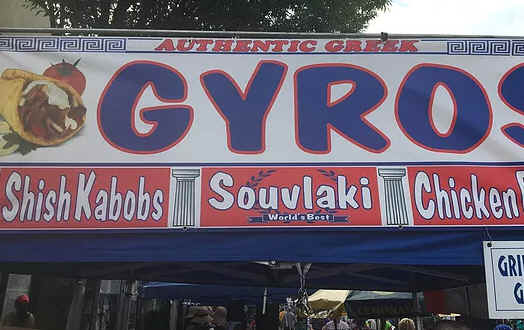 AUTHENTIC GREEK
GYROS
Shish Kabobs
Souvlaki
World's Best
Chicken